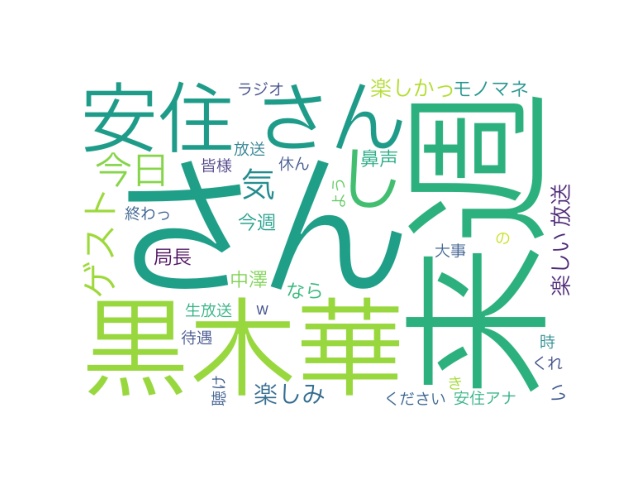 ラジオ
楽しかっ
モノマネ
安住
さん
来週
放送
皆様
休ん
鼻声
し
今日
気
よう
ゲスト
終わっ
今週
さん
楽しい 放送
局長
大事
の
中澤
なら
黒木華
生放送
w
待遇
時
くれ
聴け
楽しみ
ください
き
安住アナ
い